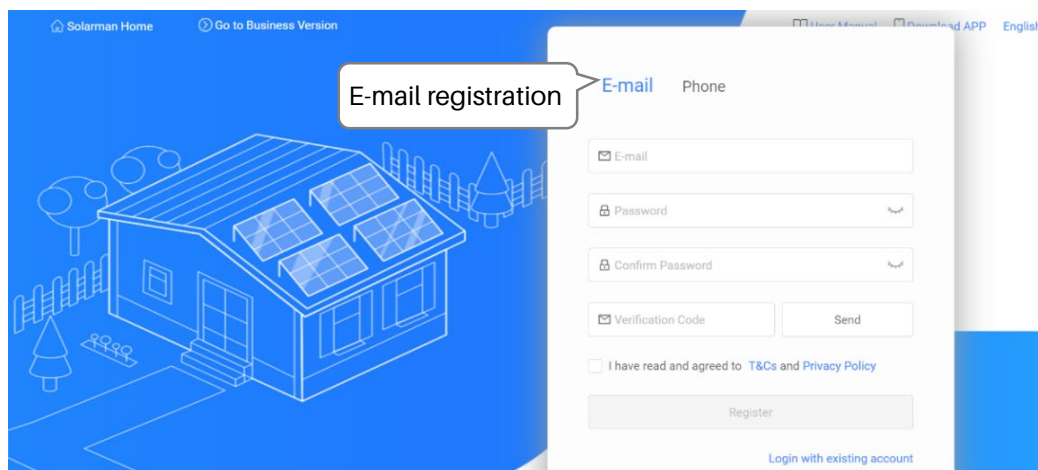 Solarman Home
Go to Business Version
User Manual
Download APP
English
E-mail registration
E-mail
Phone
E-mail
Password
Confirm Password
Verification Code
Send
I have read and agreed to T&Cs and Privacy Policy
Register
Login with existing account